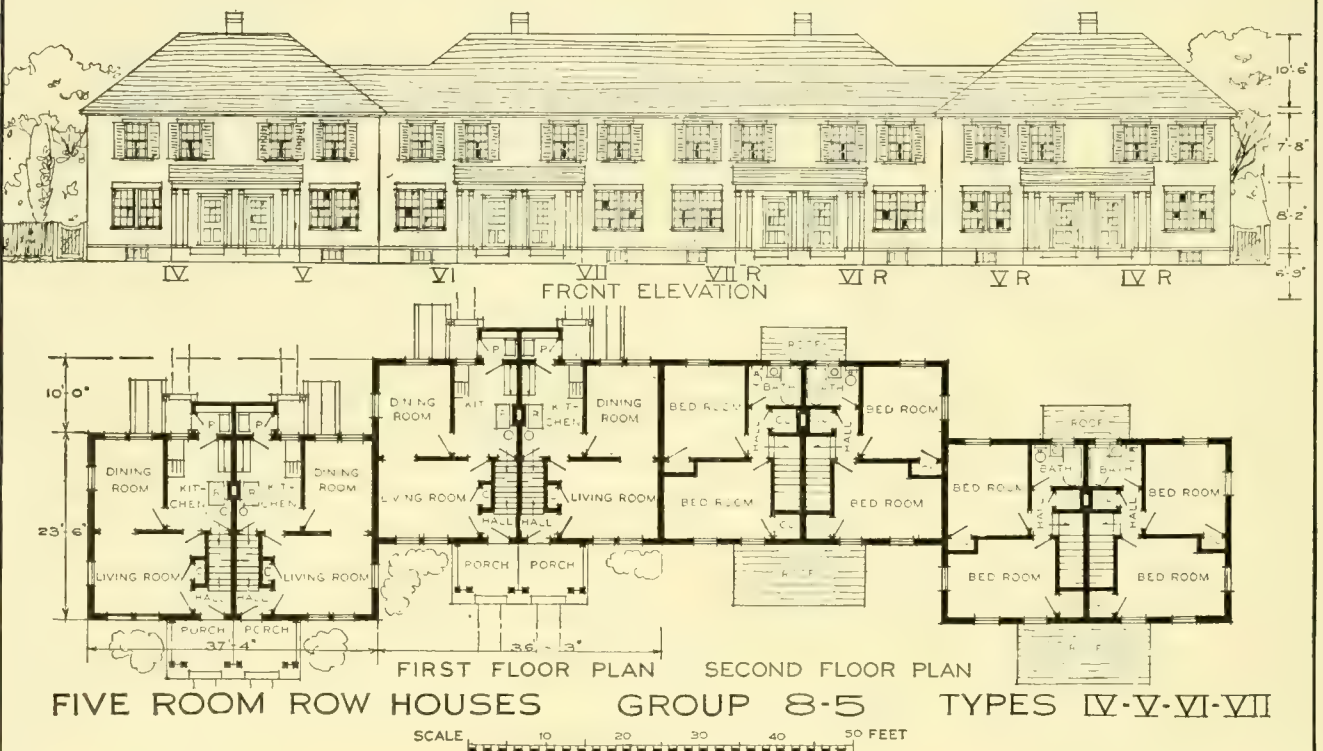 10'-6"
7'-8"
8'-2"
6'-9"
IV V VI VII VII R VI R V R IV R
FRONT ELEVATION
10'-0"
23'-6"
P P
DINING ROOM
KIT-CHEN
KIT-CHEN
DINING ROOM
R R
LIVING ROOM
C C
LIVING ROOM
HALL HALL
PORCH PORCH
37'-4"
P P
DINING ROOM
KIT
KIT-CHEN
DINING ROOM
R R
LIVING ROOM
C C
LIVING ROOM
HALL HALL
PORCH PORCH
36'-3"
ROOF
BED ROOM
BATH
BATH
BED ROOM
HALL
CL
HALL
BED ROOM
CL
BED ROOM
ROOF
ROOF
BED ROOM
BATH
BATH
BED ROOM
HALL
HALL
BED ROOM
BED ROOM
FIRST FLOOR PLAN SECOND FLOOR PLAN
FIVE ROOM ROW HOUSES GROUP 8-5 TYPES IV-V-VI-VII
SCALE 10 20 30 40 50 FEET